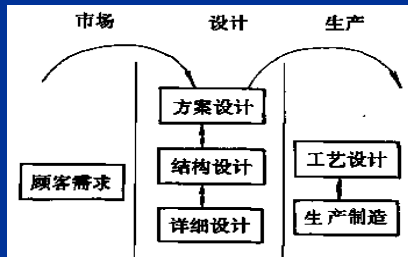 市场 设计 生产
方案设计
结构设计
工艺设计
顾客需求
详细设计
生产制造